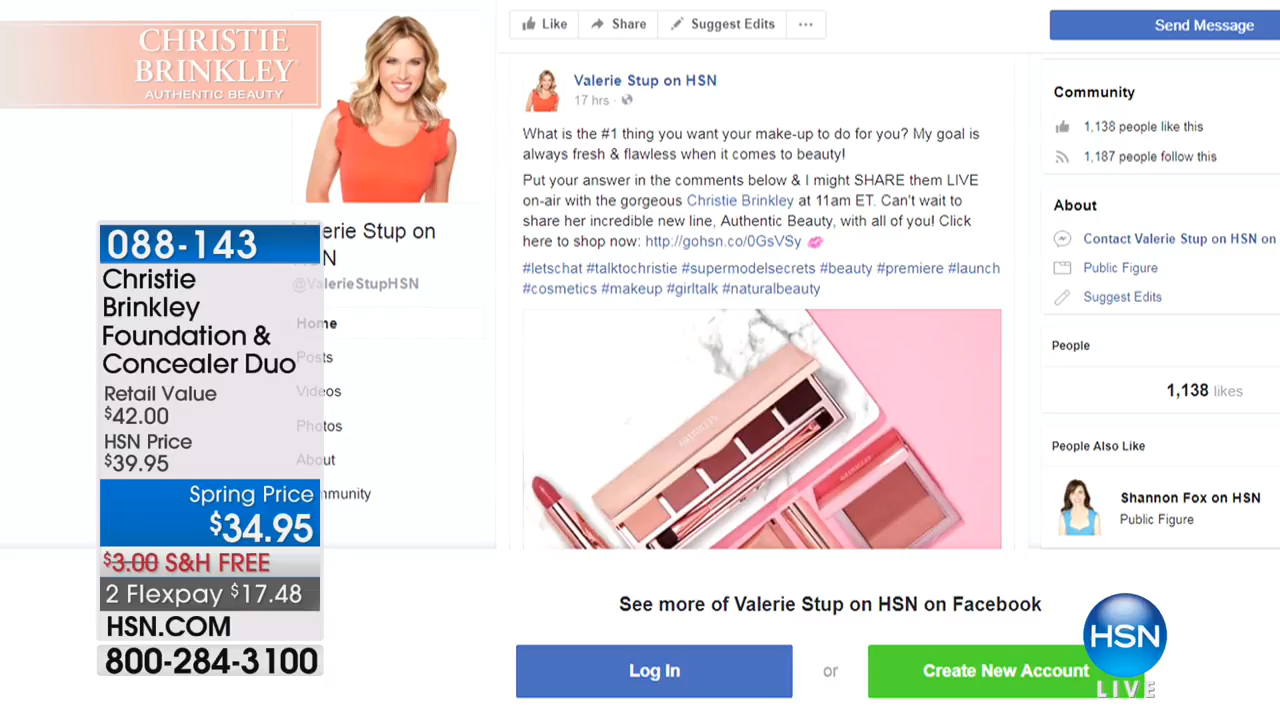 CHRISTIE
BRINKLEY
AUTHENTIC BEAUTY
088-143
Christie
Brinkley
Foundation &
Concealer Duo
Retail Value
$42.00
HSN Price
$39.95
Spring Price
$34.95
$3.00 S&H FREE
2 Flexpay $17.48
HSN.COM
800-284-3100
erie Stup on
N
@ValerieStupHSN
Home
Posts
Videos
Photos
About
mmunity
Like Share Suggest Edits ...
Valerie Stup on HSN
17 hrs ·
What is the #1 thing you want your make-up to do for you? My goal is
always fresh & flawless when it comes to beauty!
Put your answer in the comments below & I might SHARE them LIVE
on-air with the gorgeous Christie Brinkley at 11am ET. Can't wait to
share her incredible new line, Authentic Beauty, with all of you! Click
here to shop now: http://gohsn.co/0GsVSy
#letschat #talktochristie #supermodelsecrets #beauty #premiere #launch
#cosmetics #makeup #girltalk #naturalbeauty
Send Message
Community
1,138 people like this
1,187 people follow this
About
Contact Valerie Stup on HSN on
Public Figure
Suggest Edits
People
1,138 likes
People Also Like
Shannon Fox on HSN
Public Figure
See more of Valerie Stup on HSN on Facebook
Log In or Create New Account
HSN
LIVE